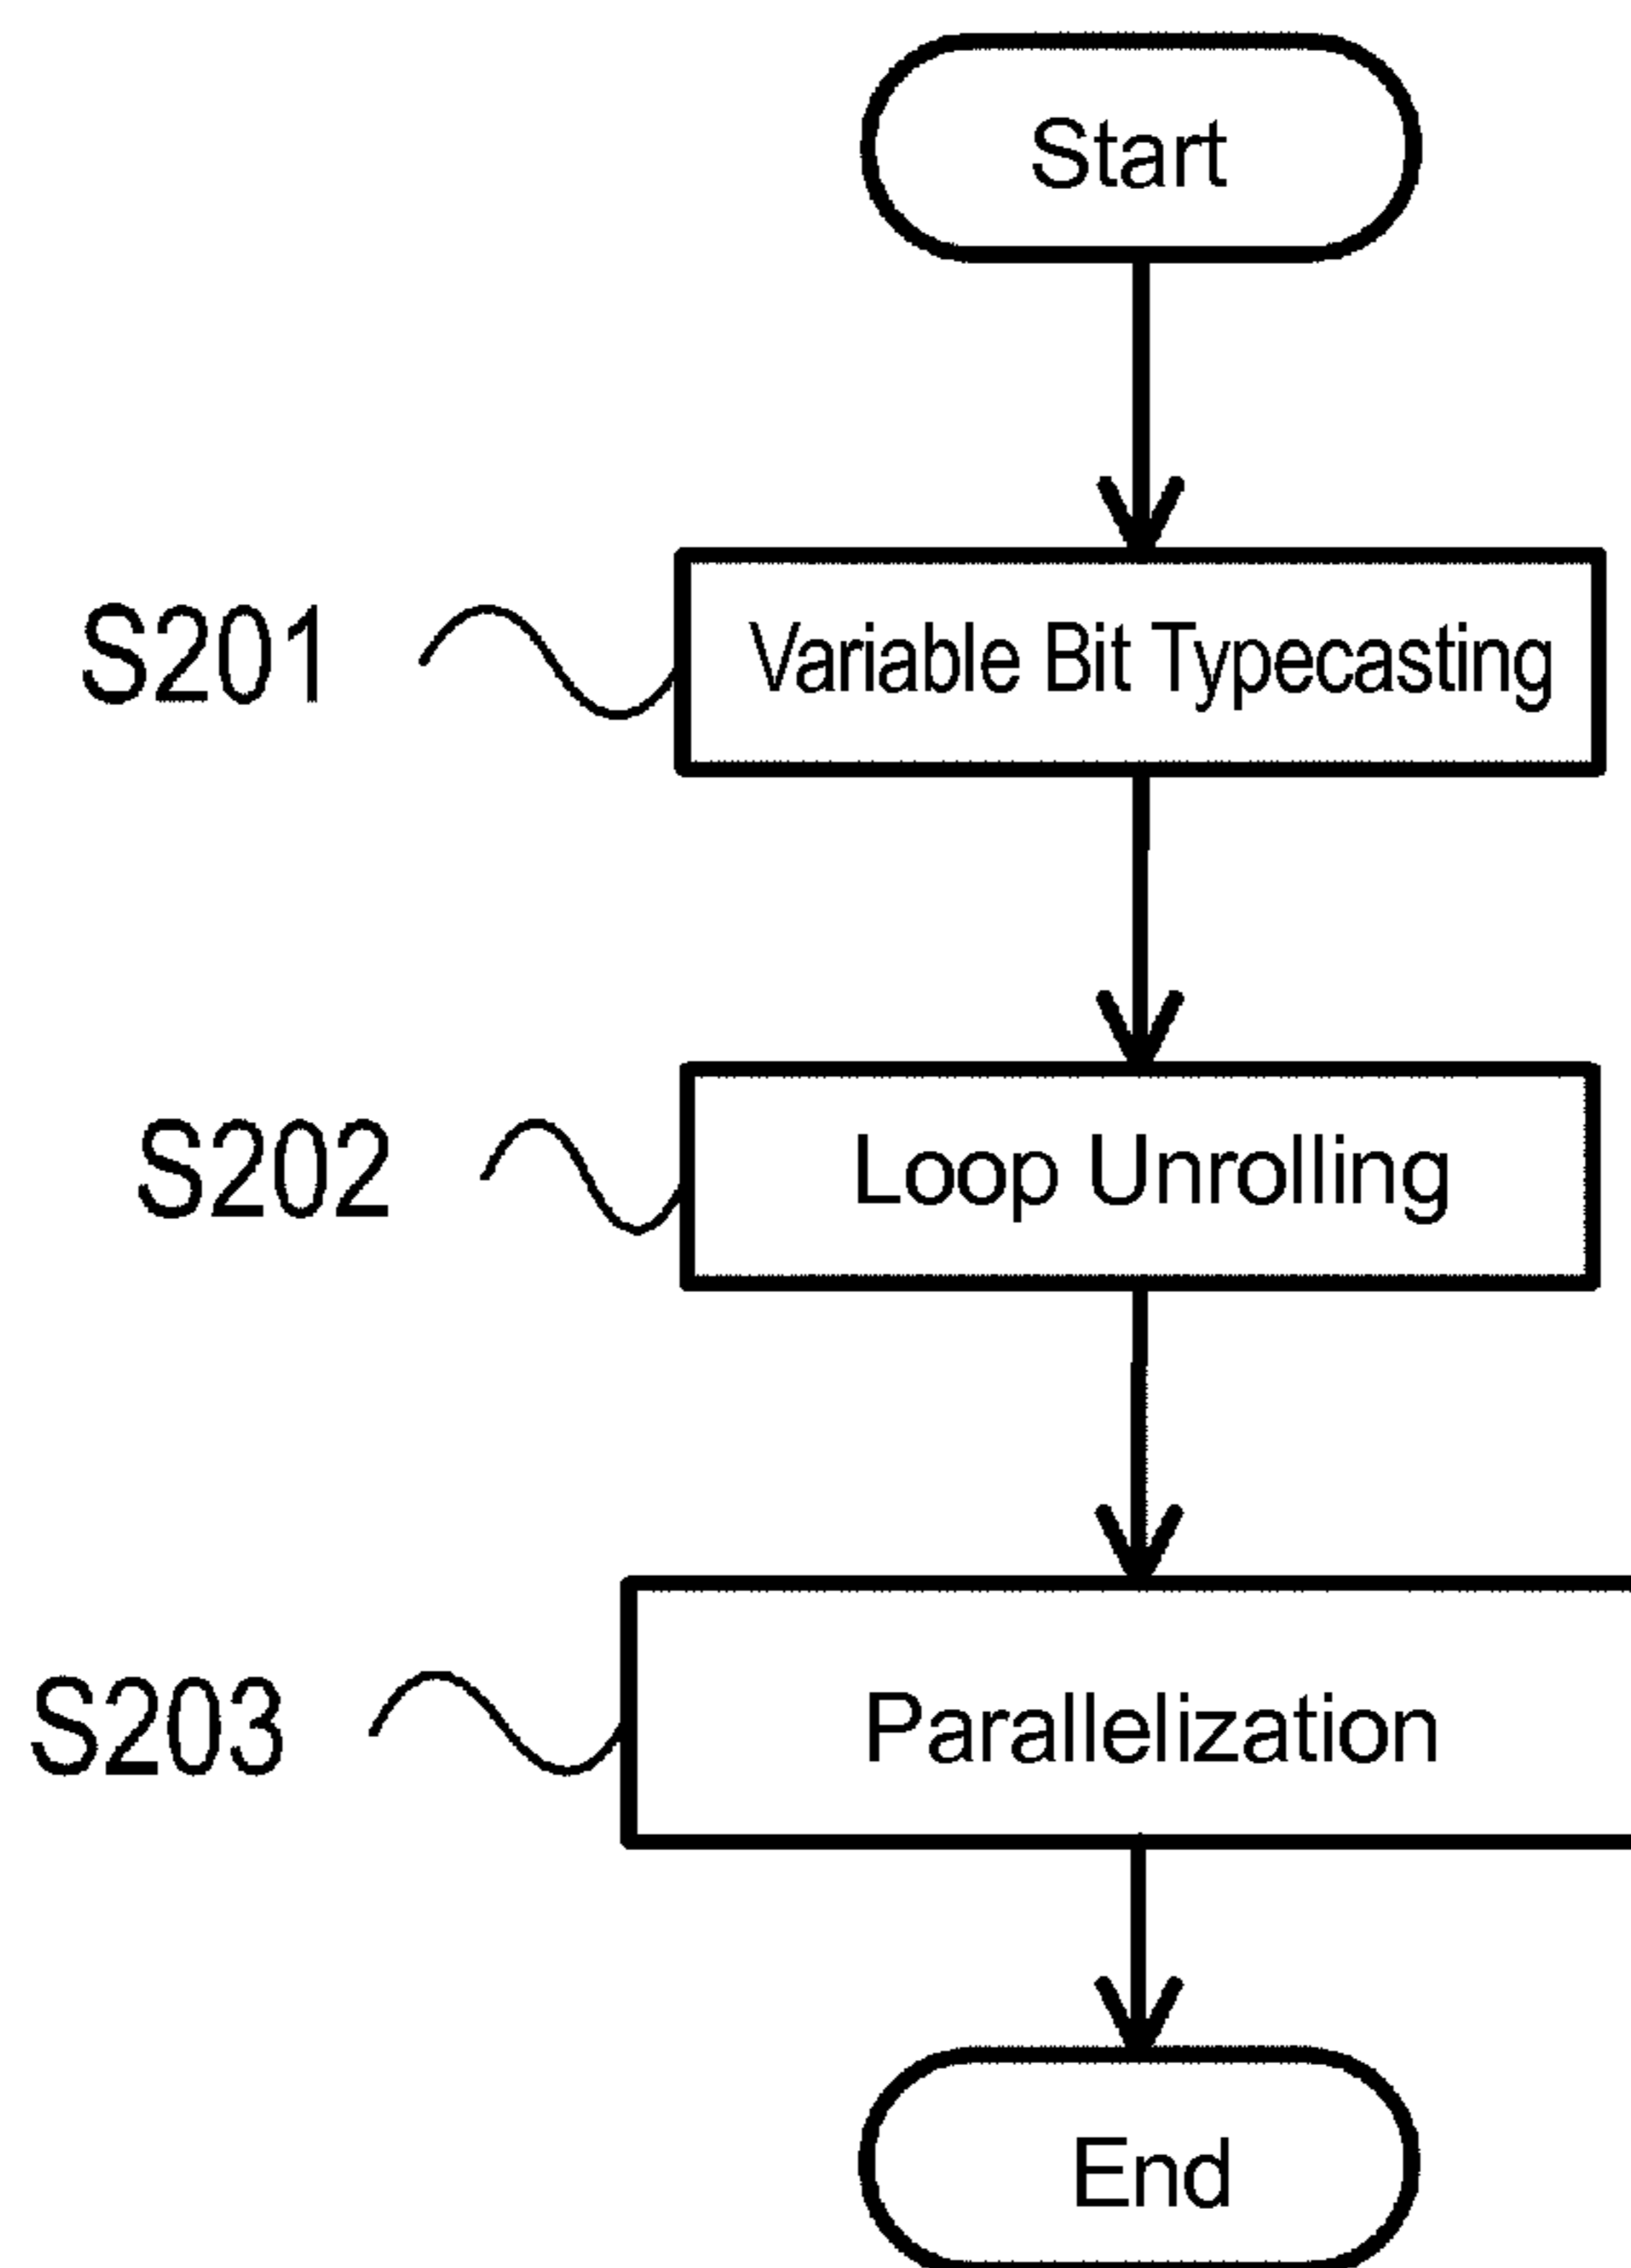 Start
S201
Variable Bit Typecasting
S202
Loop Unrolling
S203
Parallelization
End